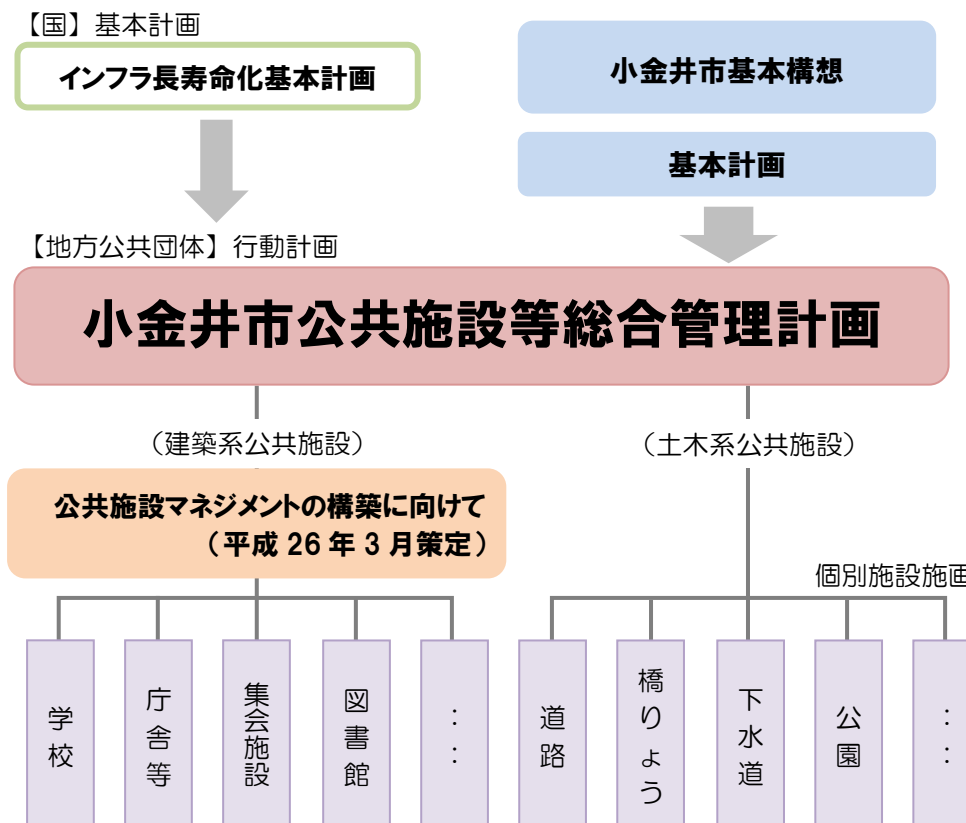 【国】基本計画
インフラ長寿命化基本計画
小金井市基本構想
基本計画
【地方公共団体】行動計画
小金井市公共施設等総合管理計画
（建築系公共施設）
（土木系公共施設）
公共施設マネジメントの構築に向けて
（平成 26 年 3 月策定）
個別施設施画
学校
庁舎等
集会施設
図書館
：：
道路
橋りょう
下水道
公園
：：